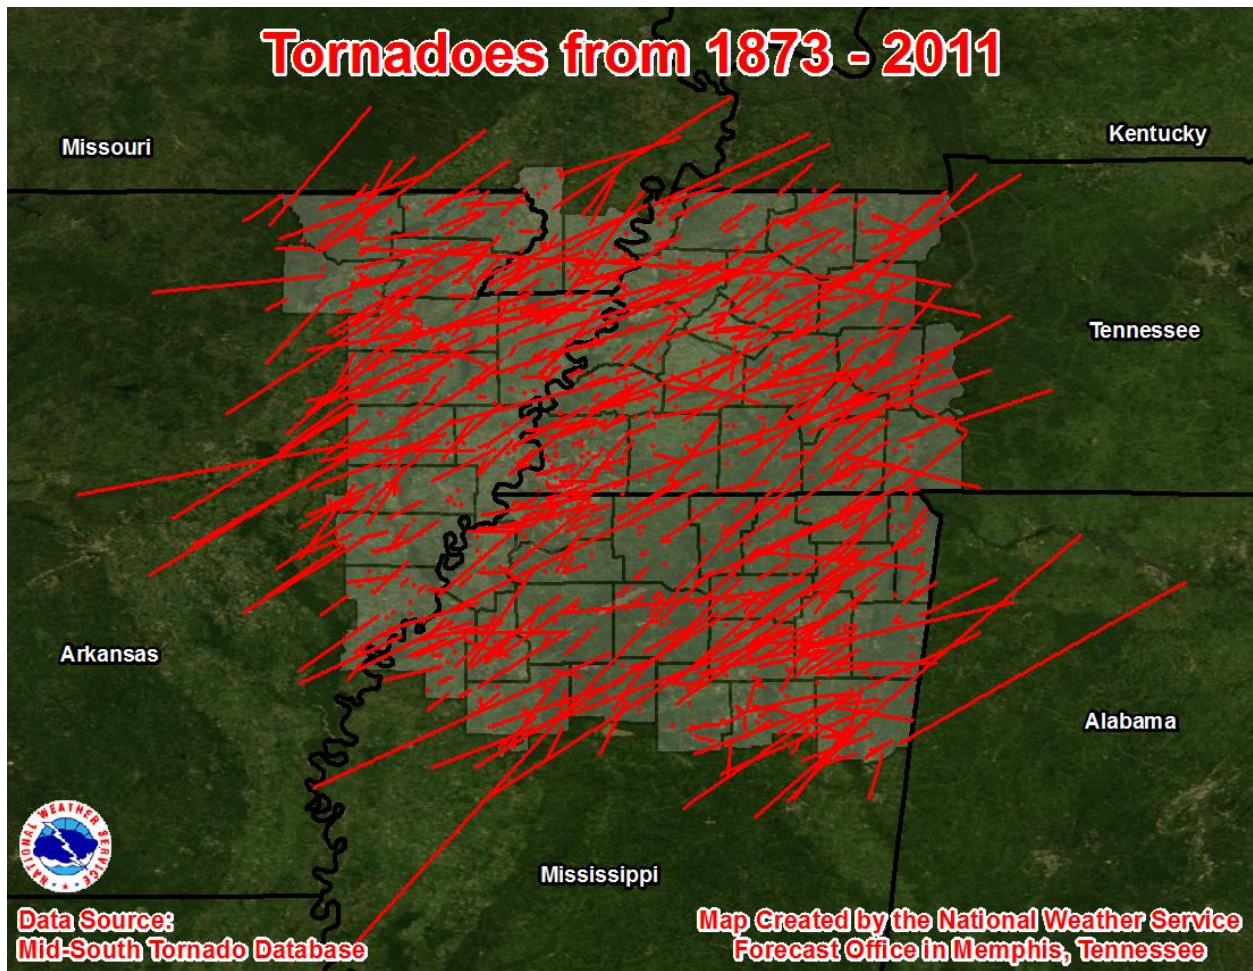 Tornadoes from 1873 - 2011
Missouri
Kentucky
Tennessee
Arkansas
Alabama
Mississippi
NATIONAL WEATHER SERVICE
Data Source:
Mid-South Tornado Database
Map Created by the National Weather Service
Forecast Office in Memphis, Tennessee